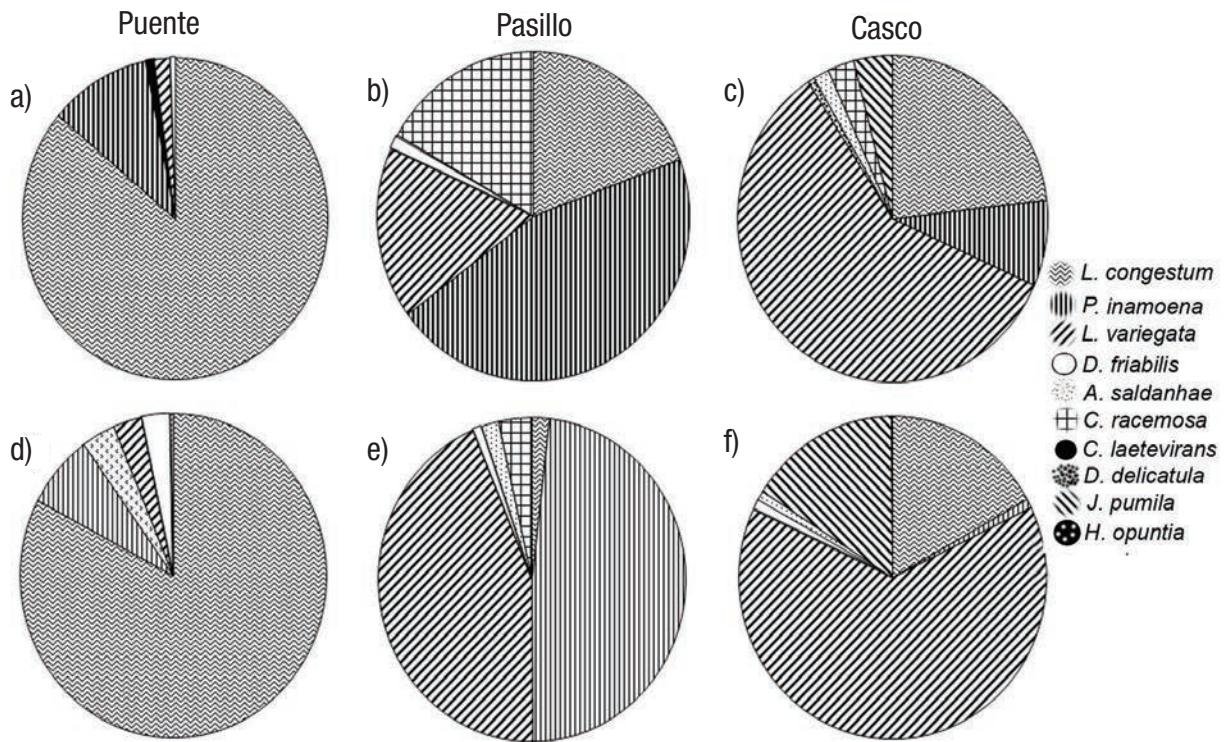 Puente
Pasillo
Casco
a)
b)
c)
L. congestum
P. inamoena
L. variegata
D. friabilis
A. saldanhae
C. racemosa
C. laetevirans
D. delicatula
J. pumila
H. opuntia
d)
e)
f)